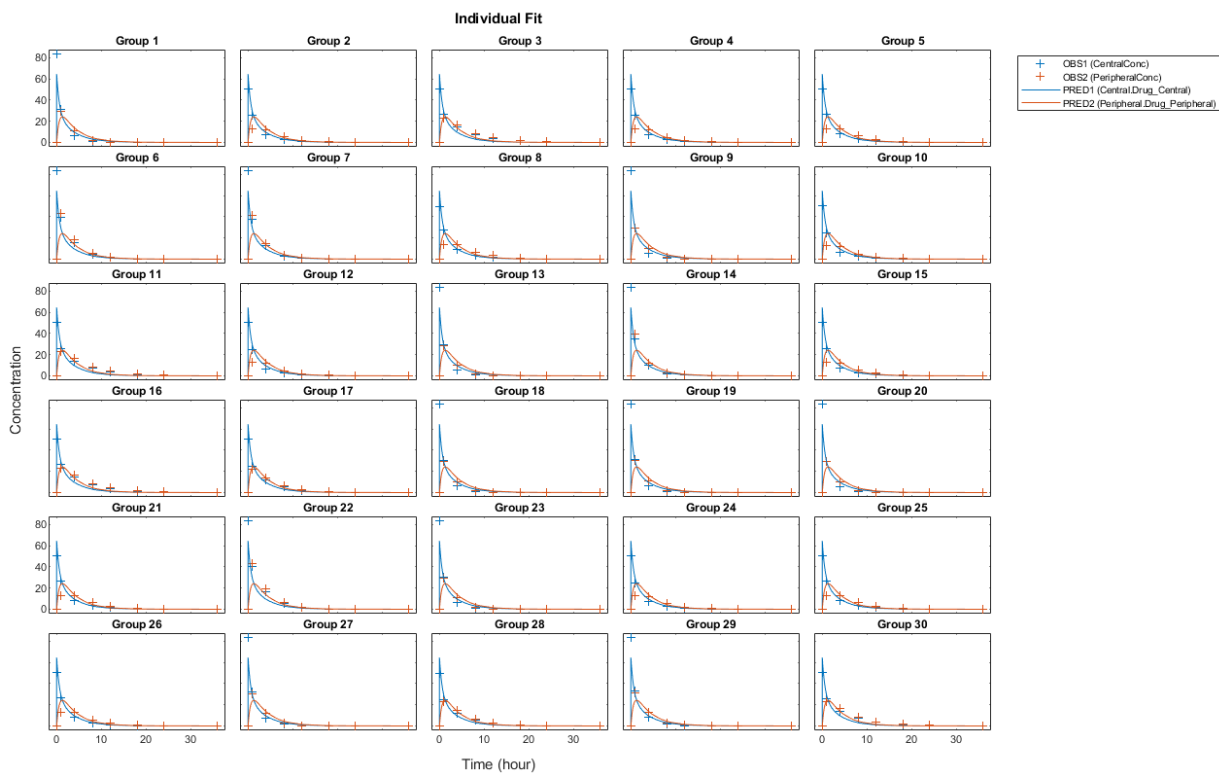 Individual Fit
Group 1
Group 2
Group 3
Group 4
Group 5
80
60
40
20
0
OBS1 (CentralConc)
OBS2 (PeripheralConc)
PRED1 (Central.Drug_Central)
PRED2 (Peripheral.Drug_Peripheral)
Group 6
Group 7
Group 8
Group 9
Group 10
Group 11
Group 12
Group 13
Group 14
Group 15
80
60
40
20
0
Concentration
Group 16
Group 17
Group 18
Group 19
Group 20
Group 21
Group 22
Group 23
Group 24
Group 25
80
60
40
20
0
Group 26
Group 27
Group 28
Group 29
Group 30
0 10 20 30
0 10 20 30
0 10 20 30
Time (hour)